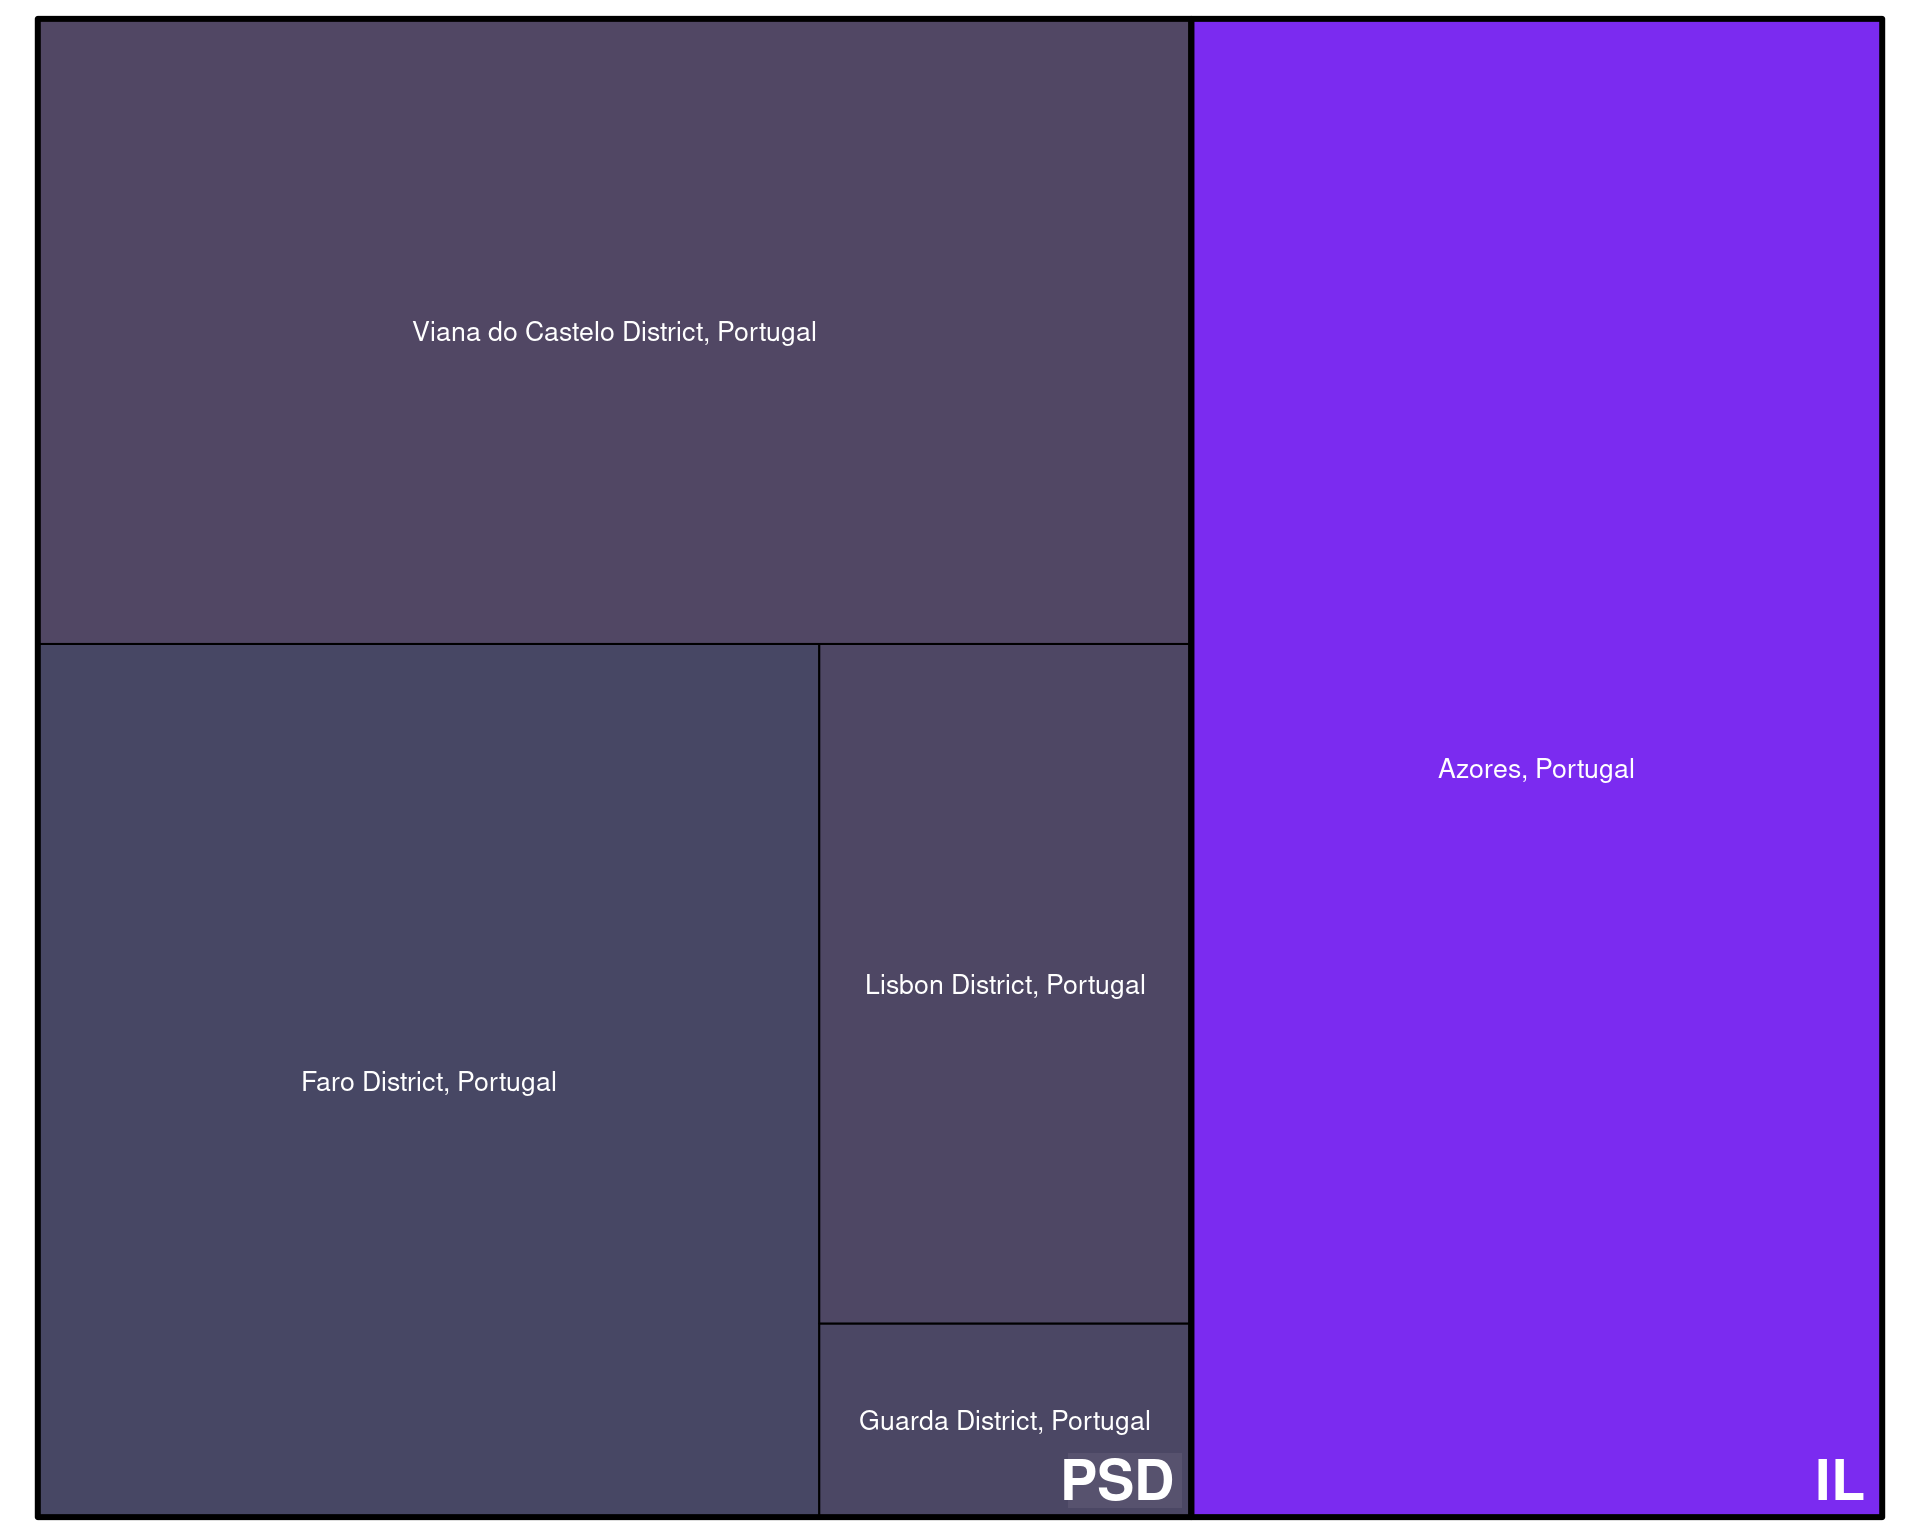 Viana do Castelo District, Portugal
Azores, Portugal
Lisbon District, Portugal
Faro District, Portugal
Guarda District, Portugal
PSD
IL